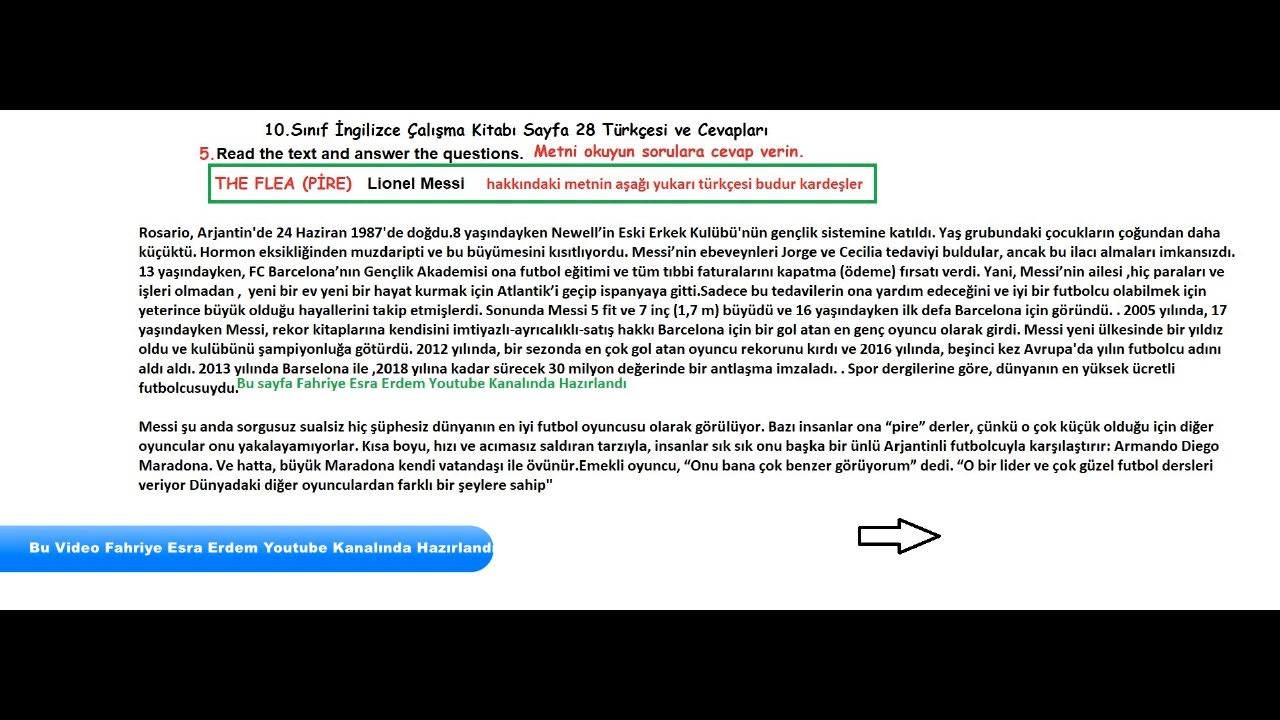 10.Sınıf İngilizce Çalışma Kitabı Sayfa 28 Türkçesi ve Cevapları
5.Read the text and answer the questions. Metni okuyun sorulara cevap verin.
THE FLEA (PİRE) Lionel Messi hakkındaki metnin aşağı yukarı türkçesi budur kardeşler
Rosario, Arjantin'de 24 Haziran 1987'de doğdu.8 yaşındayken Newell’in Eski Erkek Kulübü'nün gençlik sistemine katıldı. Yaş grubundaki çocukların çoğundan daha
küçüktü. Hormon eksikliğinden muzdaripti ve bu büyümesini kısıtlıyordu. Messi’nin ebeveynleri Jorge ve Cecilia tedaviyi buldular, ancak bu ilacı almaları imkansızdı.
13 yaşındayken, FC Barcelona’nın Gençlik Akademisi ona futbol eğitimi ve tüm tıbbi faturalarını kapatma (ödeme) fırsatı verdi. Yani, Messi’nin ailesi ,hiç paraları ve
işleri olmadan , yeni bir ev yeni bir hayat kurmak için Atlantik’i geçip ispanyaya gitti.Sadece bu tedavilerin ona yardım edeceğini ve iyi bir futbolcu olabilmek için
yeterince büyük olduğu hayallerini takip etmişlerdi. Sonunda Messi 5 fit ve 7 inç (1,7 m) büyüdü ve 16 yaşındayken ilk defa Barcelona için göründü. . 2005 yılında, 17
yaşındayken Messi, rekor kitaplarına kendisini imtiyazlı-ayrıcalıklı-satış hakkı Barcelona için bir gol atan en genç oyuncu olarak girdi. Messi yeni ülkesinde bir yıldız
oldu ve kulübünü şampiyonluğa götürdü. 2012 yılında, bir sezonda en çok gol atan oyuncu rekorunu kırdı ve 2016 yılında, beşinci kez Avrupa'da yılın futbolcu adını
aldı aldı. 2013 yılında Barselona ile ,2018 yılına kadar sürecek 30 milyon değerinde bir antlaşma imzaladı. . Spor dergilerine göre, dünyanın en yüksek ücretli
futbolcusuydu.Bu sayfa Fahriye Esra Erdem Youtube Kanalında Hazırlandı
Messi şu anda sorgusuz sualsiz hiç şüphesiz dünyanın en iyi futbol oyuncusu olarak görülüyor. Bazı insanlar ona “pire” derler, çünkü o çok küçük olduğu için diğer
oyuncular onu yakalayamıyorlar. Kısa boyu, hızı ve acımasız saldıran tarzıyla, insanlar sık sık onu başka bir ünlü Arjantinli futbolcuyla karşılaştırır: Armando Diego
Maradona. Ve hatta, büyük Maradona kendi vatandaşı ile övünür.Emekli oyuncu, “Onu bana çok benzer görüyorum” dedi. “O bir lider ve çok güzel futbol dersleri
veriyor Dünyadaki diğer oyunculardan farklı bir şeylere sahip"
Bu Video Fahriye Esra Erdem Youtube Kanalında Hazırlandı